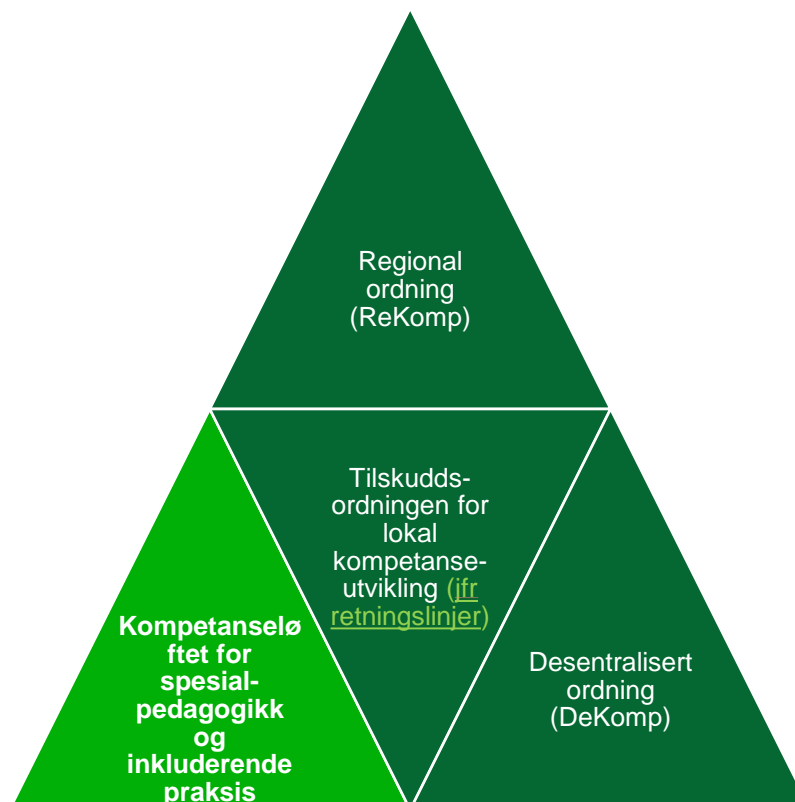 Regional
ordning
(ReKomp)
Tilskudds-
ordningen for
lokal
kompetanse-
utvikling (jfr
retningslinjer)
Kompetanselø
ftet for
spesial-
pedagogikk
og
inkluderende
praksis
Desentralisert
ordning
(DeKomp)